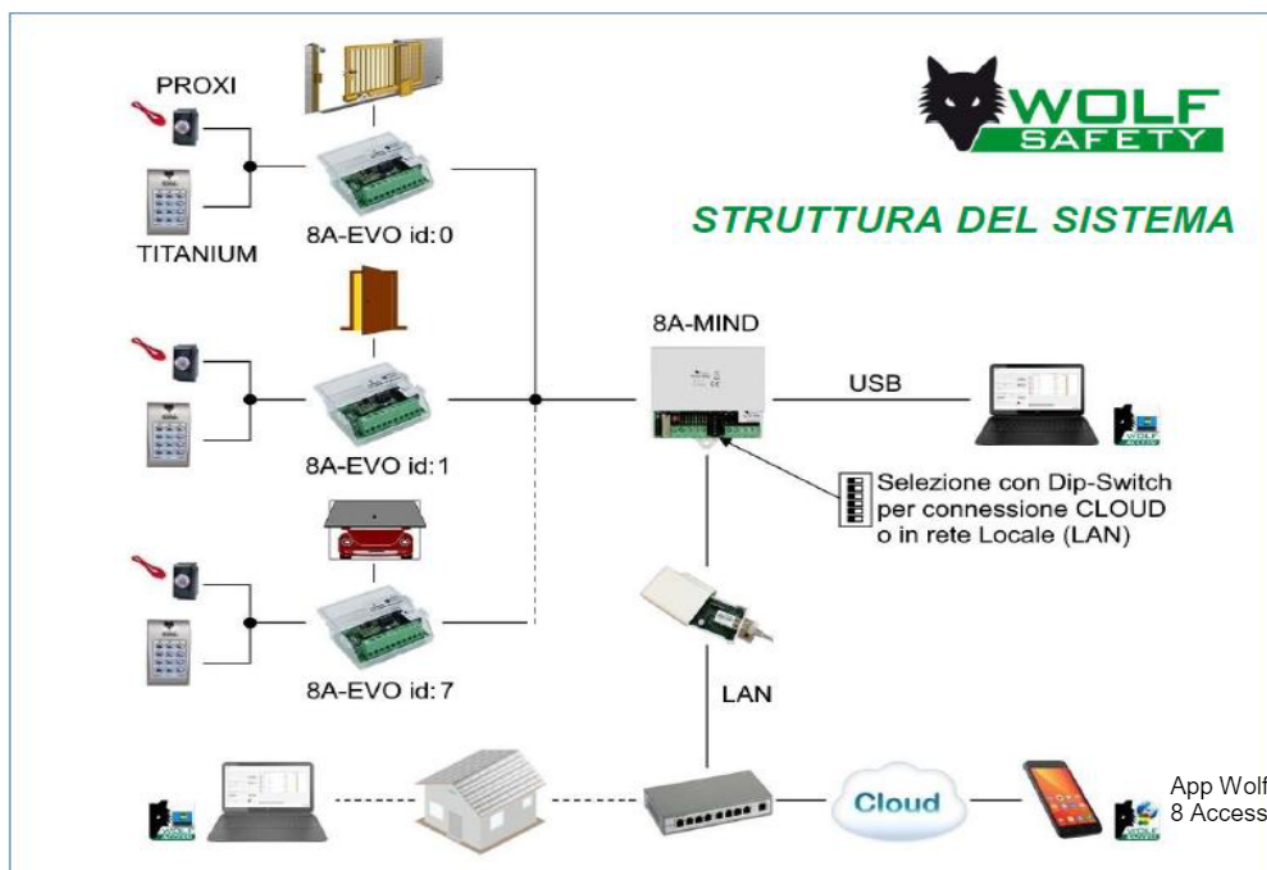 PROXI
TITANIUM
8A-EVO id:0
WOLF
SAFETY
STRUTTURA DEL SISTEMA
8A-EVO id:1
8A-MIND
USB
Selezione con Dip-Switch
per connessione CLOUD
o in rete Locale (LAN)
8A-EVO id:7
LAN
Cloud
App Wolf
8 Access